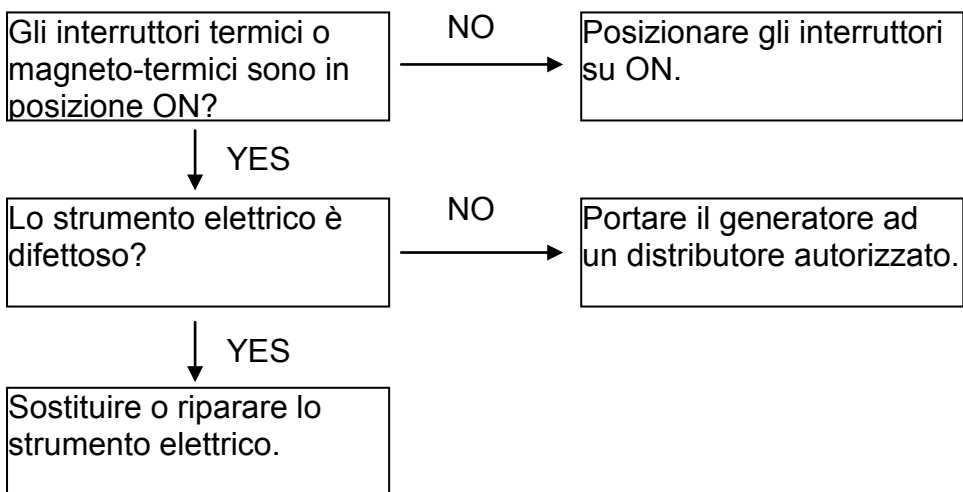 Gli interruttori termici o
magneto-termici sono in
posizione ON?
NO
Posizionare gli interruttori
su ON.
YES
Lo strumento elettrico è
difettoso?
NO
Portare il generatore ad
un distributore autorizzato.
YES
Sostituire o riparare lo
strumento elettrico.